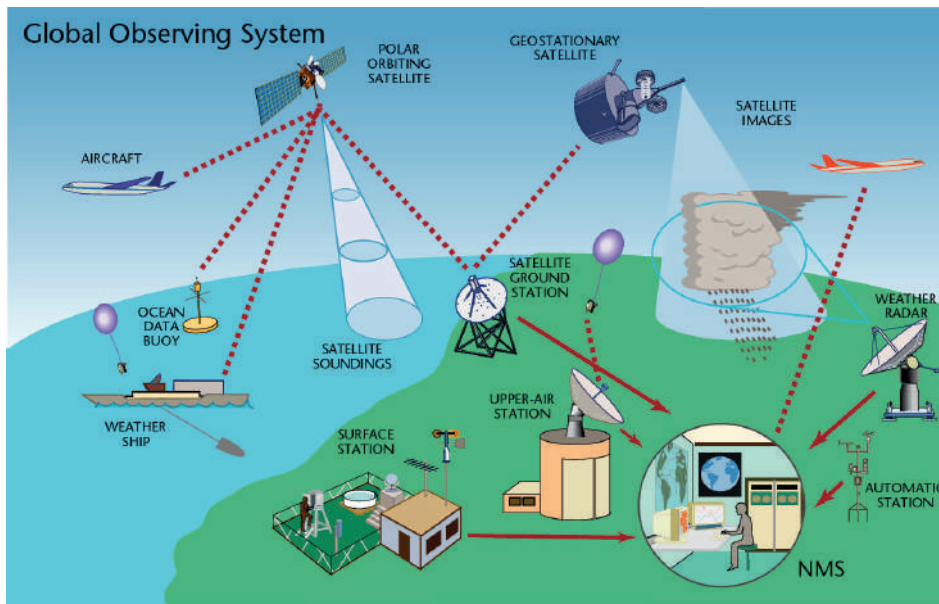 Global Observing System
POLAR
ORBITING
SATELLITE
GEOSTATIONARY
SATELLITE
SATELLITE
IMAGES
AIRCRAFT
SATELLITE
GROUND
STATION
OCEAN
DATA
BUOY
WEATHER
RADAR
SATELLITE
SOUNDINGS
UPPER-AIR
STATION
WEATHER
SHIP
SURFACE
STATION
AUTOMATIC
STATION
NMS